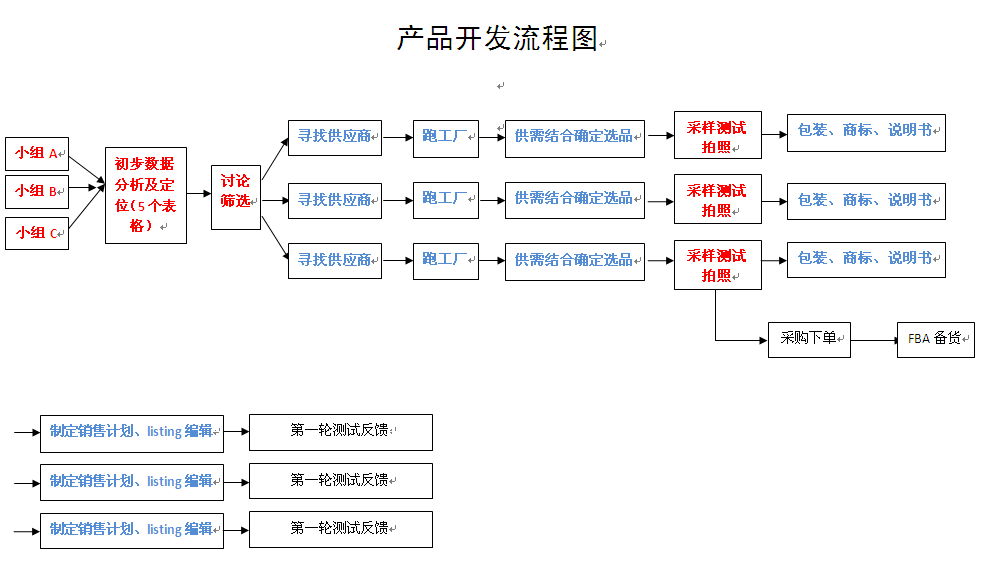 产品开发流程图
小组 A
小组 B
小组 C
初步数据
分析及定
位(5 个表
格）
讨论
筛选
寻找供应商
跑工厂
供需结合确定选品
采样测试
拍照
包装、商标、说明书
寻找供应商
跑工厂
供需结合确定选品
采样测试
拍照
包装、商标、说明书
寻找供应商
跑工厂
供需结合确定选品
采样测试
拍照
包装、商标、说明书
采购下单
FBA 备货
制定销售计划、listing 编辑
第一轮测试反馈
制定销售计划、listing 编辑
第一轮测试反馈
制定销售计划、listing 编辑
第一轮测试反馈